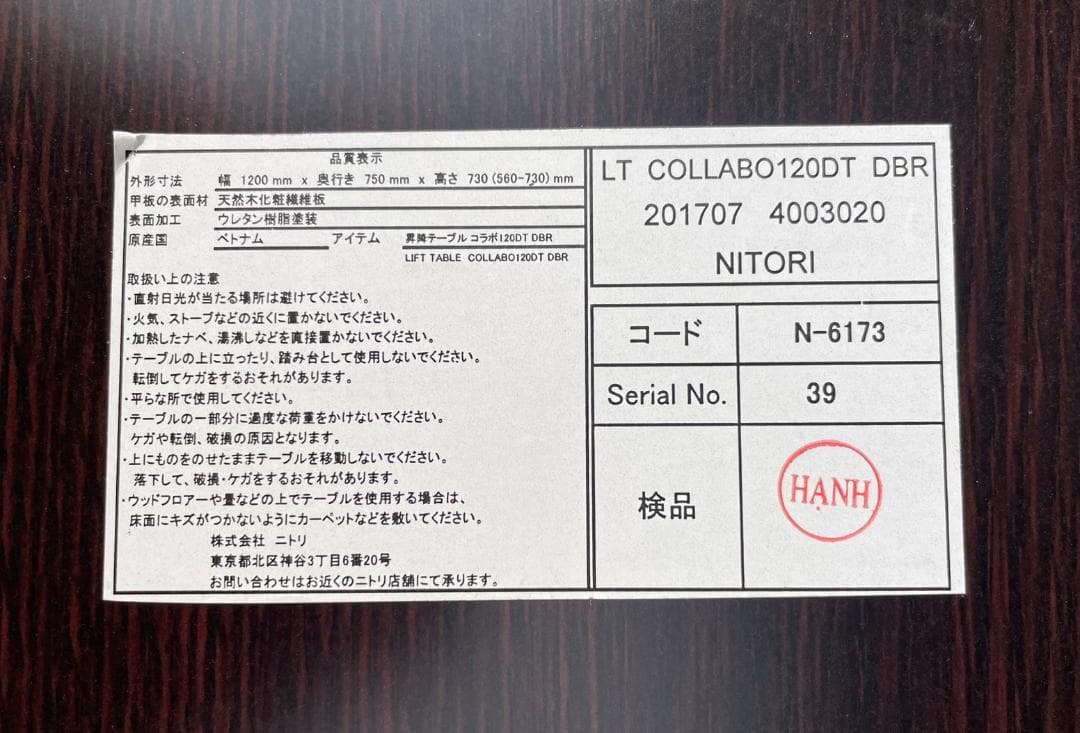 品質表示
外形寸法 幅 1200 mm x 奥行き 750 mm x 高さ 730 (560-730) mm
甲板の表面材 天然木化粧繊維板
表面加工 ウレタン樹脂塗装
原産国 ベトナム アイテム 昇降テーブル コラボ120DT DBR
LIFT TABLE COLLABO120DT DBR
取扱い上の注意
・直射日光が当たる場所は避けてください。
・火気、ストーブなどの近くに置かないでください。
・加熱したナベ、湯沸しなどを直接置かないでください。
・テーブルの上に立ったり、踏み台として使用しないでください。
転倒してケガをするおそれがあります。
・平らな所で使用してください。
・テーブルの一部分に過度な荷重をかけないでください。
ケガや転倒、破損の原因となります。
・上にものをのせたままテーブルを移動しないでください。
落下して、破損・ケガをするおそれがあります。
・ウッドフロアーや畳などの上でテーブルを使用する場合は、
床面にキズがつかないようにカーペットなどを敷いてください。
株式会社 ニトリ
東京都北区神谷3丁目6番20号
お問い合わせはお近くのニトリ店舗にて承ります。
LT COLLABO120DT DBR
201707 4003020
NITORI
コード N-6173
Serial No. 39
検品 HẠNH